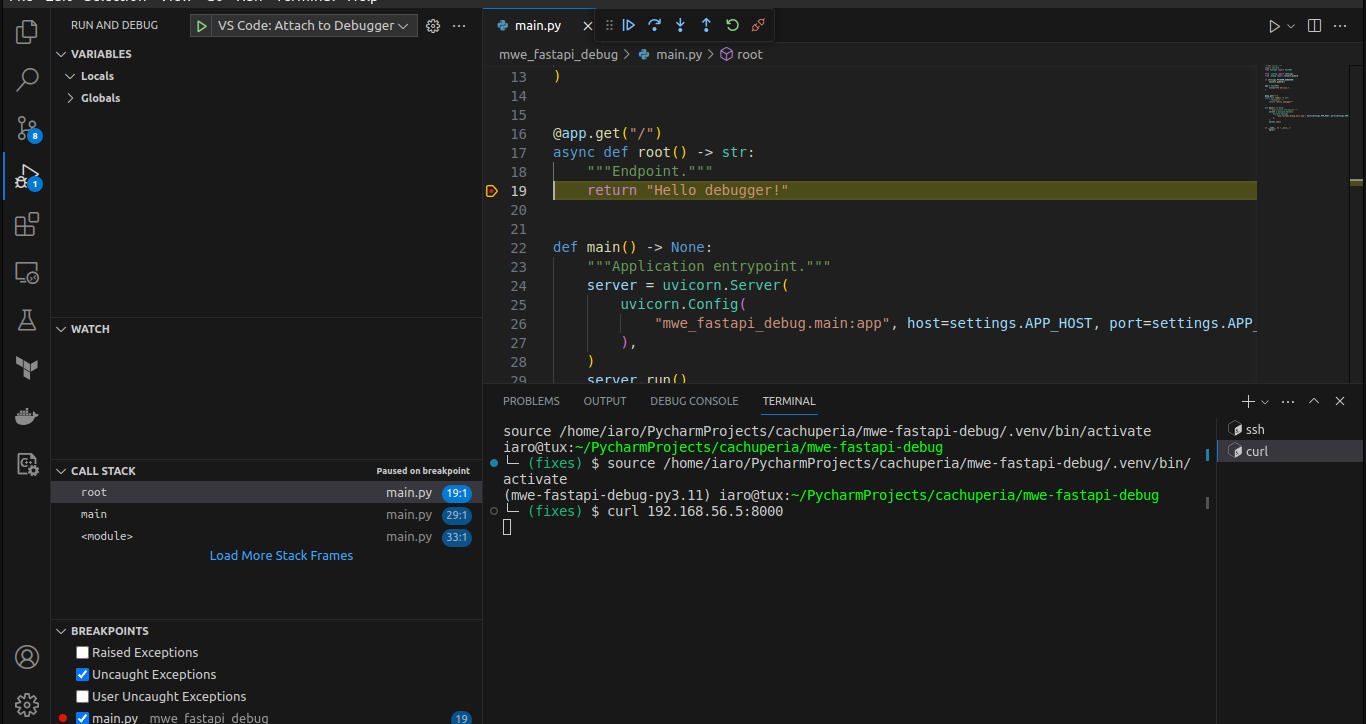 RUN AND DEBUG
VS Code: Attach to Debugger
VARIABLES
Locals
Globals
WATCH
CALL STACK
Paused on breakpoint
root main.py 19:1
main main.py 29:1
<module> main.py 33:1
Load More Stack Frames
BREAKPOINTS
Raised Exceptions
Uncaught Exceptions
User Uncaught Exceptions
main.py mwe_fastapi_debug 19
8
1
main.py
mwe_fastapi_debug > main.py > root
13 )
14
15
16 @app.get("/")
17 async def root() -> str:
18 """Endpoint."""
19 return "Hello debugger!"
20
21
22 def main() -> None:
23 """Application entrypoint."""
24 server = uvicorn.Server(
25 uvicorn.Config(
26 "mwe_fastapi_debug.main:app", host=settings.APP_HOST, port=settings.APP_
27 ),
28 )
29 server.run()
PROBLEMS
OUTPUT
DEBUG CONSOLE
TERMINAL
source /home/iaro/PycharmProjects/cachuperia/mwe-fastapi-debug/.venv/bin/activate
iaro@tux:~/PycharmProjects/cachuperia/mwe-fastapi-debug
└─ (fixes) $ source /home/iaro/PycharmProjects/cachuperia/mwe-fastapi-debug/.venv/bin/
activate
(mwe-fastapi-debug-py3.11) iaro@tux:~/PycharmProjects/cachuperia/mwe-fastapi-debug
└─ (fixes) $ curl 192.168.56.5:8000
ssh
curl